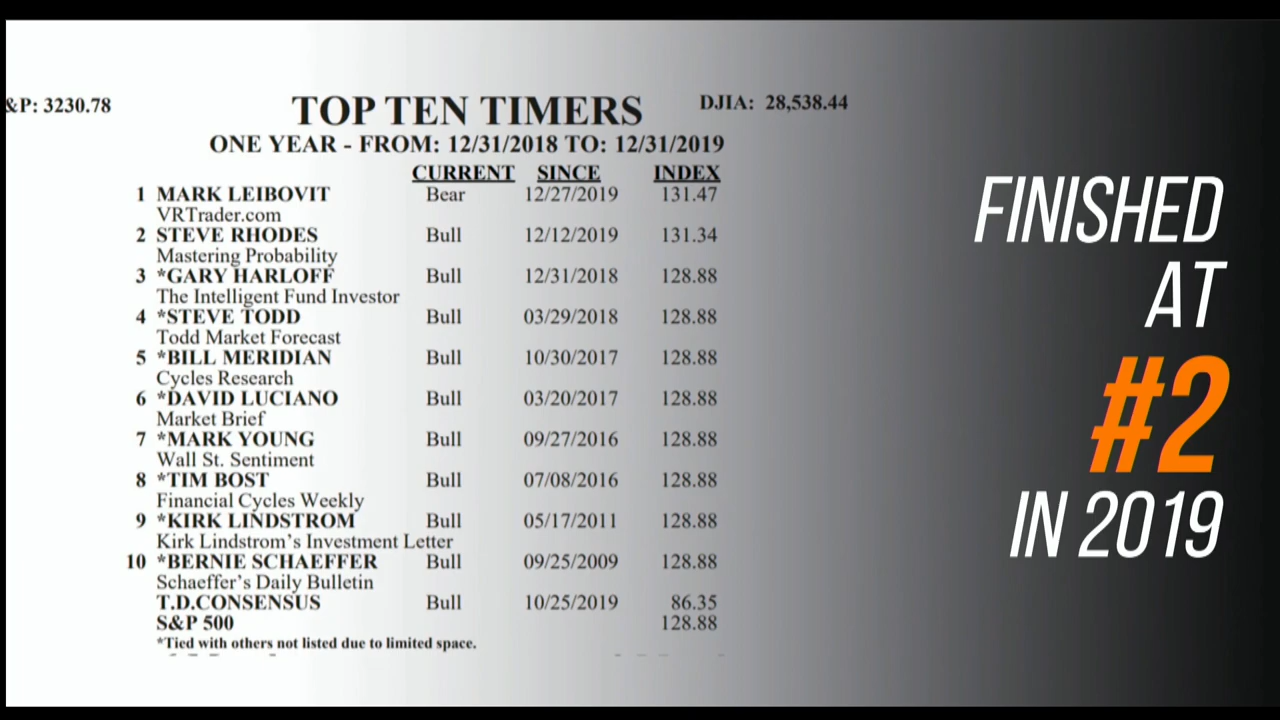 &P: 3230.78
TOP TEN TIMERS
DJIA: 28,538.44
ONE YEAR - FROM: 12/31/2018 TO: 12/31/2019
CURRENT SINCE INDEX
1 MARK LEIBOVIT Bear 12/27/2019 131.47
VRTrader.com
2 STEVE RHODES Bull 12/12/2019 131.34
Mastering Probability
3 *GARY HARLOFF Bull 12/31/2018 128.88
The Intelligent Fund Investor
4 *STEVE TODD Bull 03/29/2018 128.88
Todd Market Forecast
5 *BILL MERIDIAN Bull 10/30/2017 128.88
Cycles Research
6 *DAVID LUCIANO Bull 03/20/2017 128.88
Market Brief
7 *MARK YOUNG Bull 09/27/2016 128.88
Wall St. Sentiment
8 *TIM BOST Bull 07/08/2016 128.88
Financial Cycles Weekly
9 *KIRK LINDSTROM Bull 05/17/2011 128.88
Kirk Lindstrom's Investment Letter
10 *BERNIE SCHAEFFER Bull 09/25/2009 128.88
Schaeffer's Daily Bulletin
T.D.CONSENSUS Bull 10/25/2019 86.35
S&P 500 128.88
*Tied with others not listed due to limited space.
FINISHED
AT
#2
IN 2019